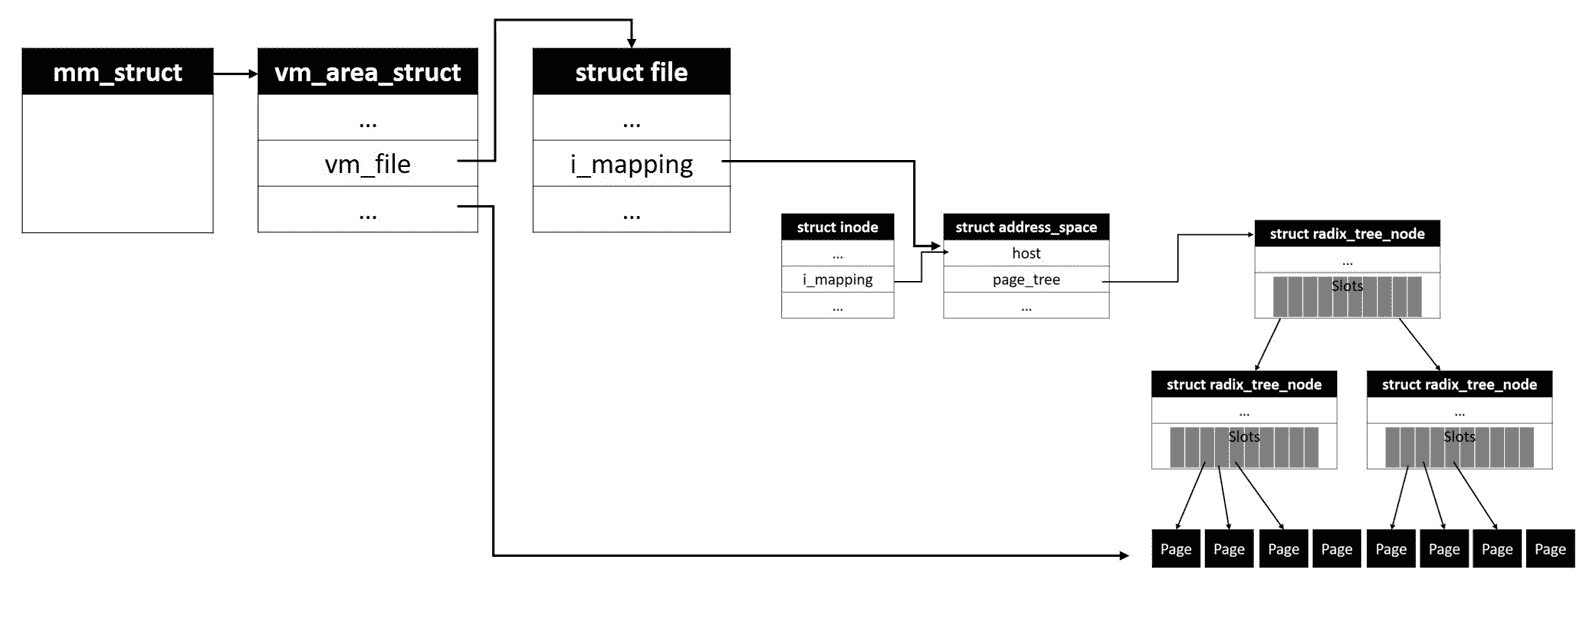 mm_struct
vm_area_struct
...
vm_file
...
struct file
...
i_mapping
...
struct inode
...
i_mapping
...
struct address_space
host
page_tree
...
struct radix_tree_node
...
Slots
struct radix_tree_node
...
Slots
struct radix_tree_node
...
Slots
Page
Page
Page
Page
Page
Page
Page
Page